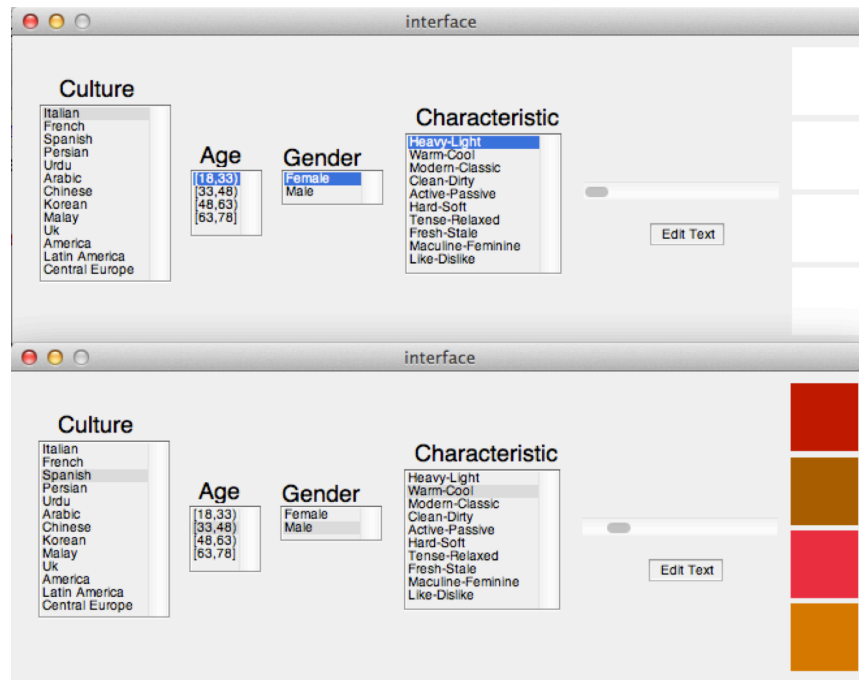 interface
Culture
Italian
French
Spanish
Persian
Urdu
Arabic
Chinese
Korean
Malay
Uk
America
Latin America
Central Europe
Age
[18,33)
[33,48)
[48,63)
[63,78]
Gender
Female
Male
Characteristic
Heavy-Light
Warm-Cool
Modern-Classic
Clean-Dirty
Active-Passive
Hard-Soft
Tense-Relaxed
Fresh-Stale
Maculine-Feminine
Like-Dislike
Edit Text
interface
Culture
Italian
French
Spanish
Persian
Urdu
Arabic
Chinese
Korean
Malay
Uk
America
Latin America
Central Europe
Age
[18,33)
[33,48)
[48,63)
[63,78]
Gender
Female
Male
Characteristic
Heavy-Light
Warm-Cool
Modern-Classic
Clean-Dirty
Active-Passive
Hard-Soft
Tense-Relaxed
Fresh-Stale
Maculine-Feminine
Like-Dislike
Edit Text